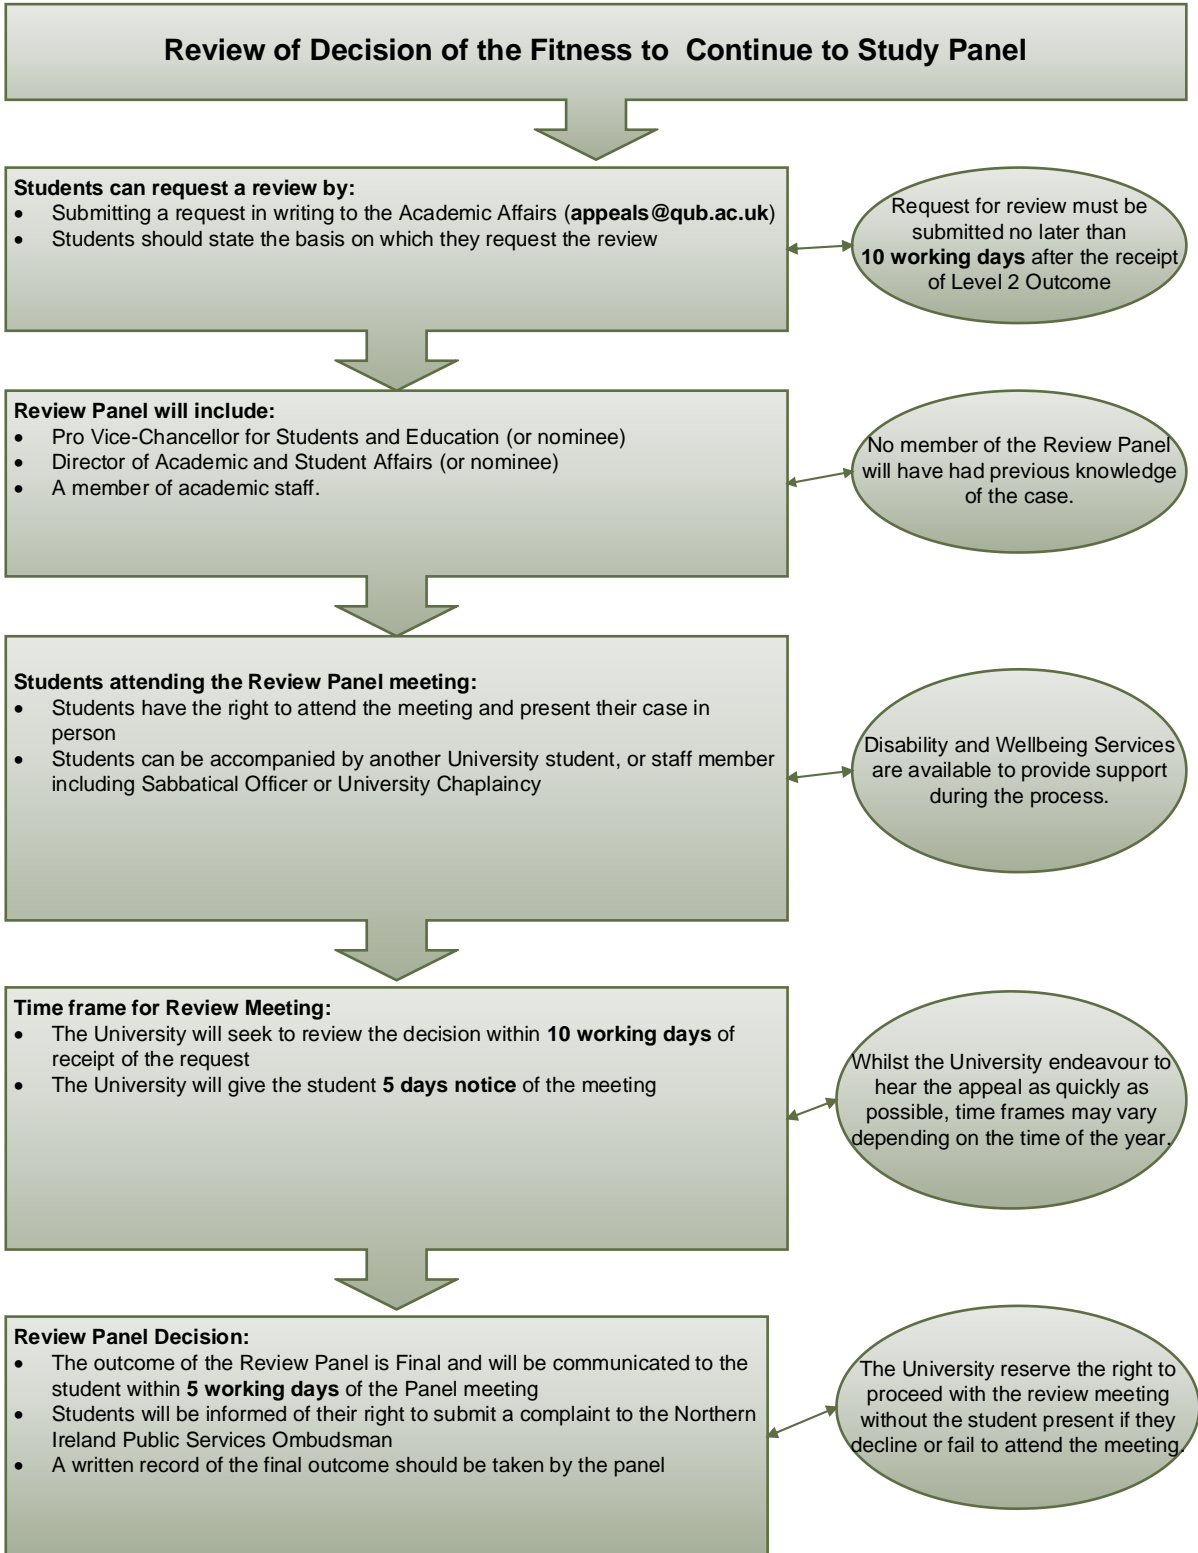 Review of Decision of the Fitness to Continue to Study Panel
Students can request a review by:
• Submitting a request in writing to the Academic Affairs (appeals@qub.ac.uk)
• Students should state the basis on which they request the review
Request for review must be
submitted no later than
10 working days after the receipt
of Level 2 Outcome
Review Panel will include:
• Pro Vice-Chancellor for Students and Education (or nominee)
• Director of Academic and Student Affairs (or nominee)
• A member of academic staff.
No member of the Review Panel
will have had previous knowledge
of the case.
Students attending the Review Panel meeting:
• Students have the right to attend the meeting and present their case in
person
• Students can be accompanied by another University student, or staff member
including Sabbatical Officer or University Chaplaincy
Disability and Wellbeing Services
are available to provide support
during the process.
Time frame for Review Meeting:
• The University will seek to review the decision within 10 working days of
receipt of the request
• The University will give the student 5 days notice of the meeting
Whilst the University endeavour to
hear the appeal as quickly as
possible, time frames may vary
depending on the time of the year.
Review Panel Decision:
• The outcome of the Review Panel is Final and will be communicated to the
student within 5 working days of the Panel meeting
• Students will be informed of their right to submit a complaint to the Northern
Ireland Public Services Ombudsman
• A written record of the final outcome should be taken by the panel
The University reserve the right to
proceed with the review meeting
without the student present if they
decline or fail to attend the meeting.